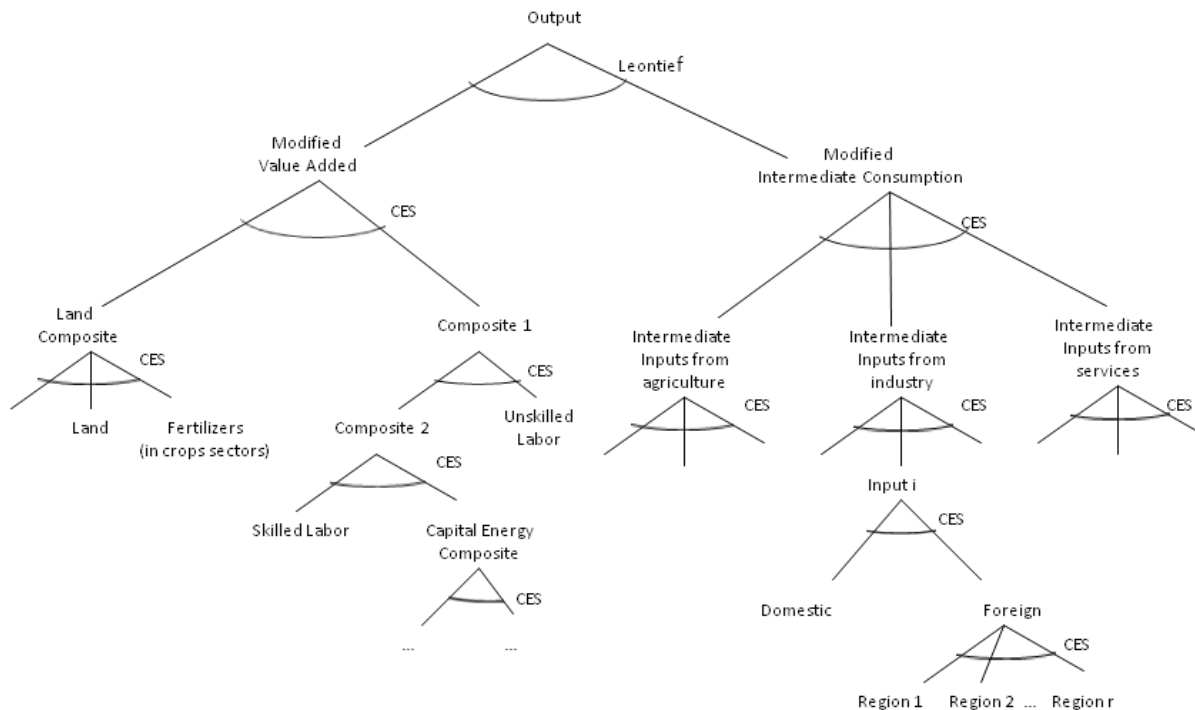 Output
Leontief
Modified
Value Added
Modified
Intermediate Consumption
CES
CES
Land
Composite
Composite 1
Intermediate
Inputs from
agriculture
Intermediate
Inputs from
industry
Intermediate
Inputs from
services
CES
CES
CES
CES
CES
Land
Fertilizers
(in crops sectors)
Composite 2
Unskilled
Labor
CES
Input i
CES
Skilled Labor
Capital Energy
Composite
CES
Domestic
Foreign
... ...
CES
Region 1 Region 2 ... Region r